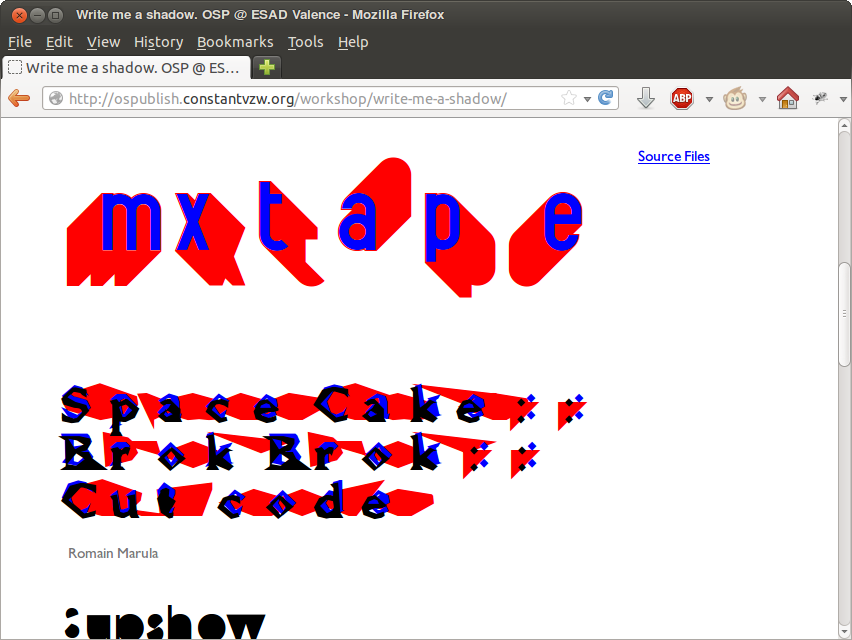 Write me a shadow. OSP @ ESAD Valence - Mozilla Firefox
File Edit View History Bookmarks Tools Help
Write me a shadow. OSP @ ES...
http://ospublish.constantvzw.org/workshop/write-me-a-shadow/
ABP
Source Files
mxtape
Space Cake
Brok Brok
Cut code
Romain Marula